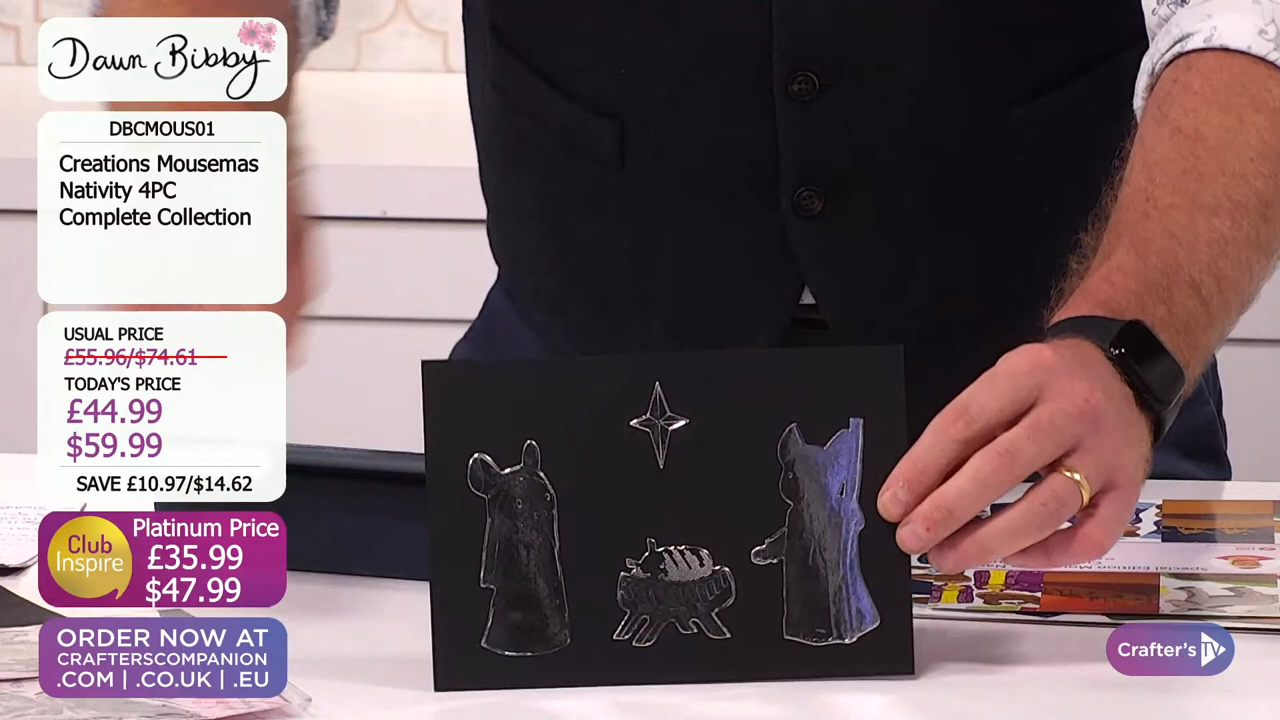 Dawn Bibby
DBCMOUS01
Creations Mousemas
Nativity 4PC
Complete Collection
USUAL PRICE
£55.96/$74.61
TODAY'S PRICE
£44.99
$59.99
SAVE £10.97/$14.62
Club
Inspire
Platinum Price
£35.99
$47.99
ORDER NOW AT
CRAFTERSCOMPANION
.COM | .CO.UK | .EU
Special Edition
Crafter's TV